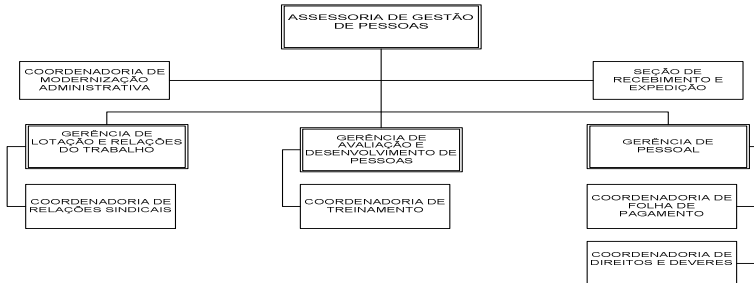 ASSESSORIA DE GESTÃO
DE PESSOAS
COORDENADORIA DE
MODERNIZAÇÃO
ADMINISTRATIVA
SEÇÃO DE
RECEBIMENTO E
EXPEDIÇÃO
GERÊNCIA DE
LOTAÇÃO E RELAÇÕES
DO TRABALHO
GERÊNCIA DE
AVALIAÇÃO E
DESENVOLVIMENTO DE
PESSOAS
GERÊNCIA DE
PESSOAL
COORDENADORIA DE
RELAÇÕES SINDICAIS
COORDENADORIA DE
TREINAMENTO
COORDENADORIA DE
FOLHA DE
PAGAMENTO
COORDENADORIA DE
DIREITOS E DEVERES